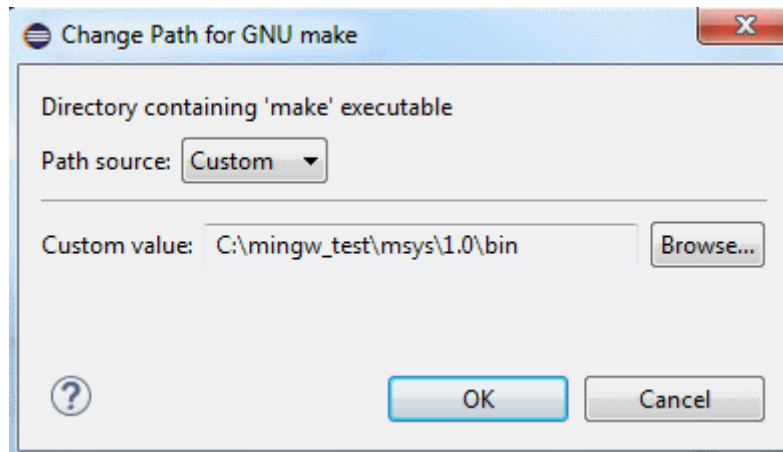 Change Path for GNU make
Directory containing 'make' executable
Path source: Custom
Custom value: C:\mingw_test\msys\1.0\bin Browse...
OK Cancel